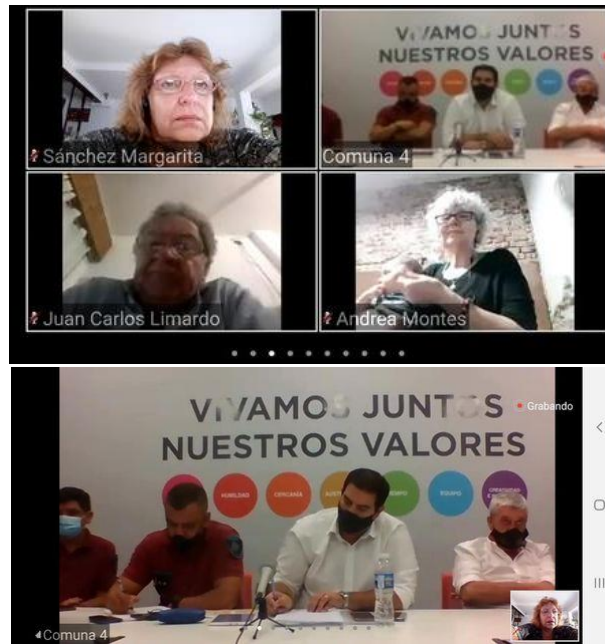 VIVAMOS JUNTOS
NUESTROS VALORES
Sánchez Margarita
Comuna 4
Juan Carlos Limardo
Andrea Montes
VIVAMOS JUNTOS
Grabando
NUESTROS VALORES
HUMILDAD
CERCANÍA
EQUIPO
Comuna 4